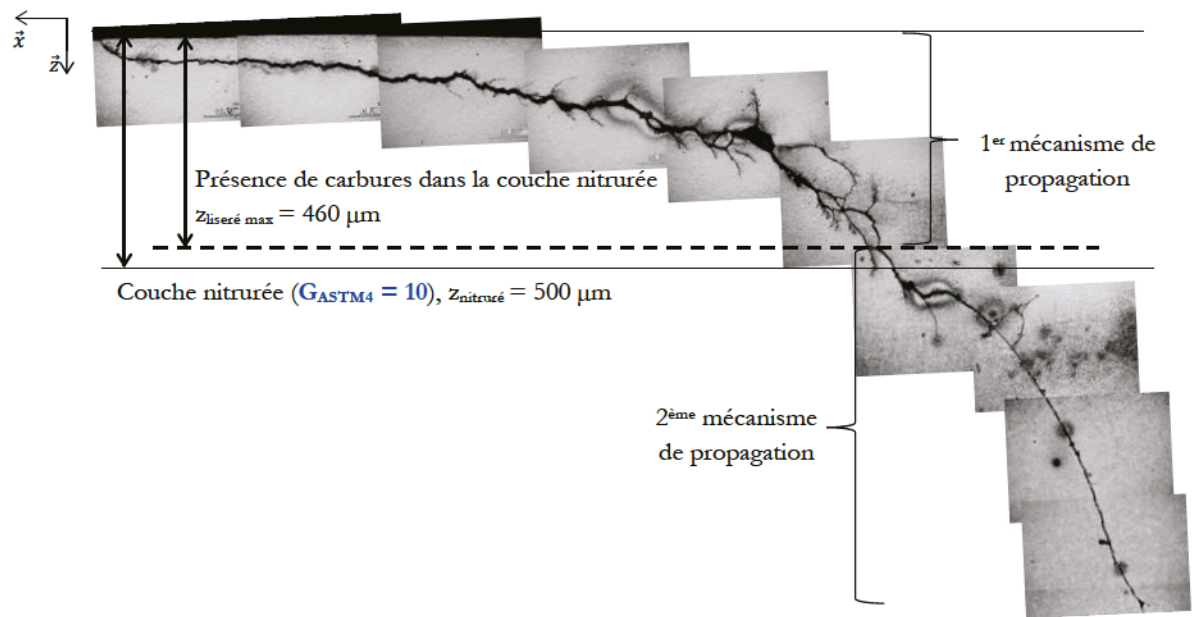 x
z
1er mécanisme de
propagation
Présence de carbures dans la couche nitrurée
zliseré max = 460 µm
Couche nitrurée (GASTM4 = 10), znitruré = 500 µm
2ème mécanisme
de propagation